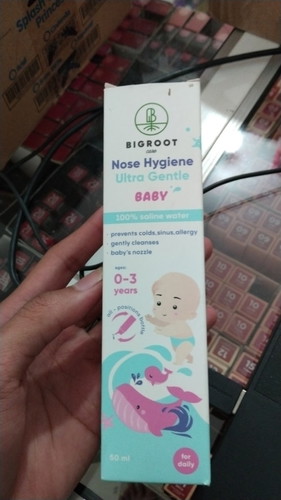 Splash
BIGROOT
Nose Hygiene
Ultra Gentle
BABY
100% saline water
prevents colds,sinus,allergy
gently cleanses
baby's nozzle
ages:
0-3
years
50 ml
for
daily